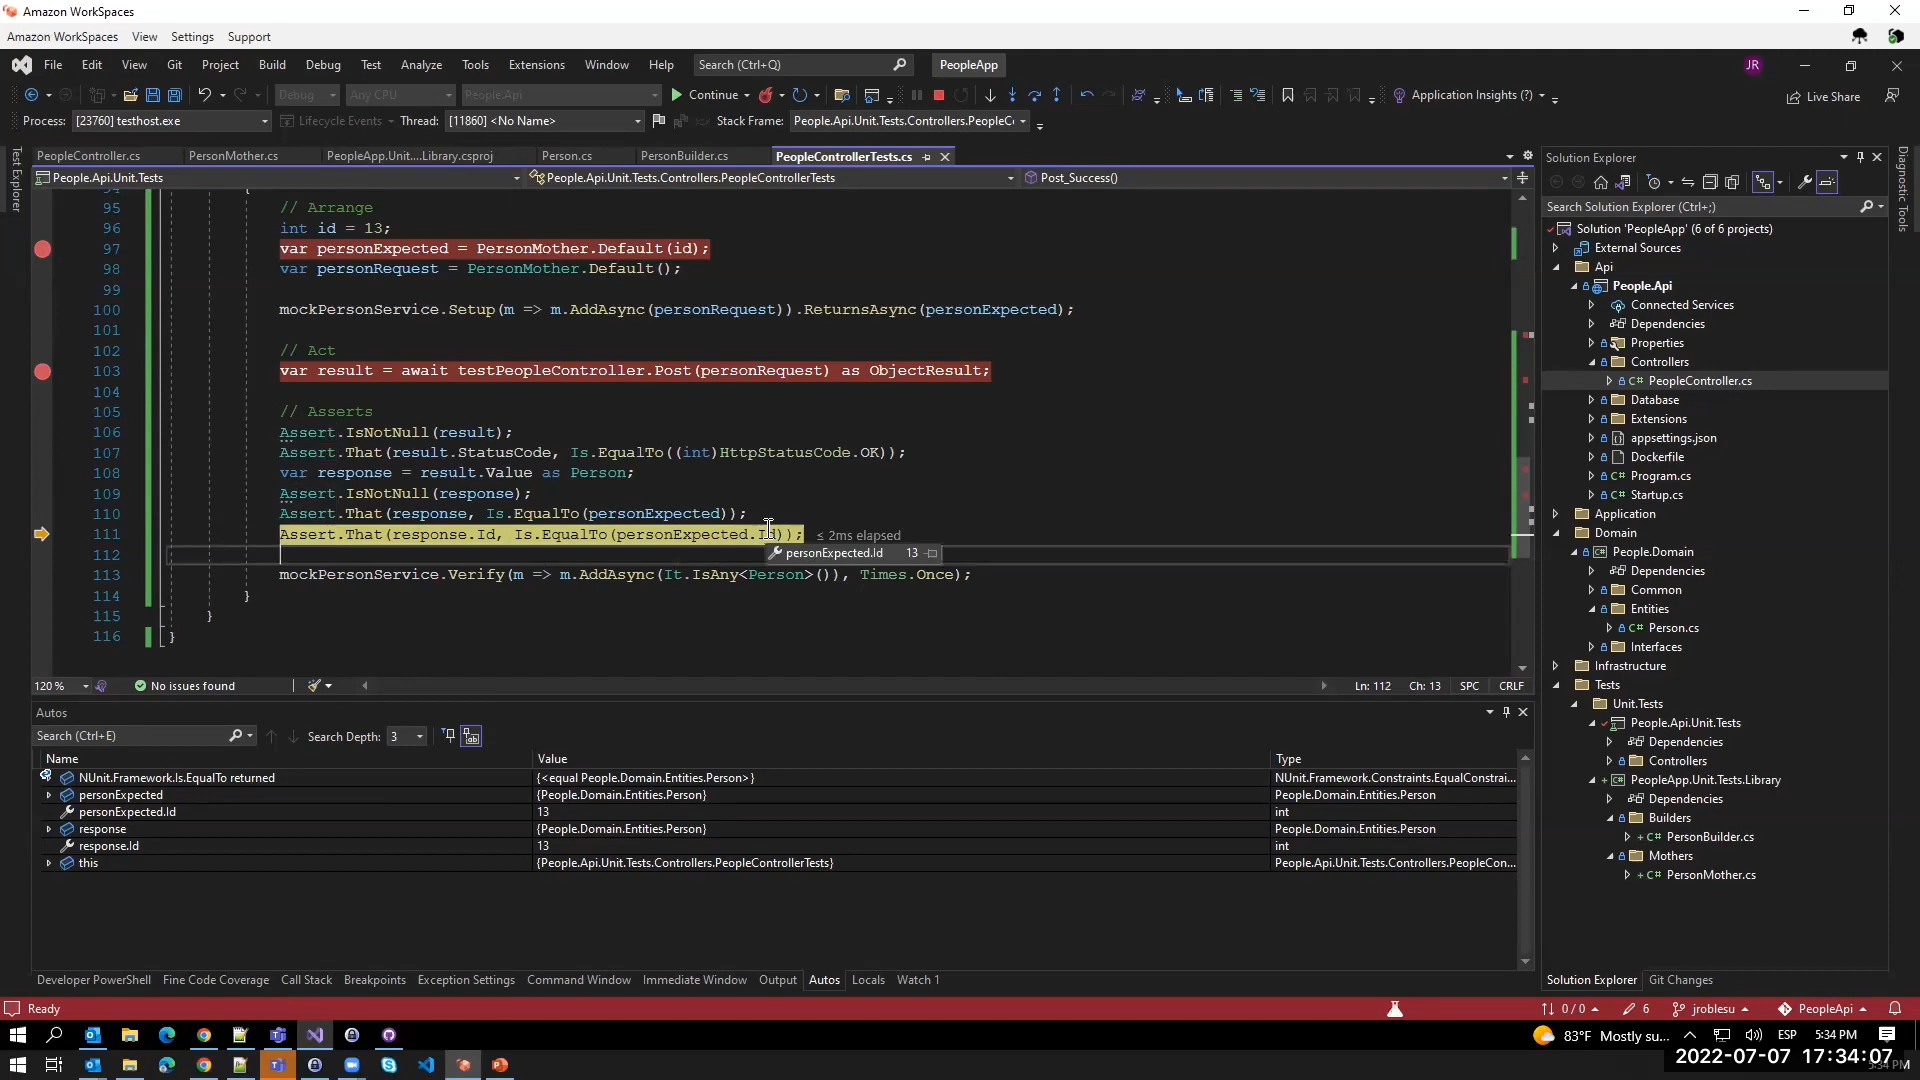 Amazon WorkSpaces
Amazon WorkSpaces View Settings Support
File Edit View Git Project Build Debug Test Analyze Tools Extensions Window Help Search (Ctrl+Q) PeopleApp JR
Debug Any CPU People.Api Continue Application Insights (?) Live Share
Process: [23760] testhost.exe Lifecycle Events Thread: [11860] <No Name> Stack Frame: People.Api.Unit.Tests.Controllers.PeopleC
Test Explorer
PeopleController.cs PersonMother.cs PeopleApp.Unit....Library.csproj Person.cs PersonBuilder.cs PeopleControllerTests.cs
People.Api.Unit.Tests People.Api.Unit.Tests.Controllers.PeopleControllerTests Post_Success()
94 {
95 // Arrange
96 int id = 13;
97 var personExpected = PersonMother.Default(id);
98 var personRequest = PersonMother.Default();
99
100 mockPersonService.Setup(m => m.AddAsync(personRequest)).ReturnsAsync(personExpected);
101
102 // Act
103 var result = await testPeopleController.Post(personRequest) as ObjectResult;
104
105 // Asserts
106 Assert.IsNotNull(result);
107 Assert.That(result.StatusCode, Is.EqualTo((int)HttpStatusCode.OK));
108 var response = result.Value as Person;
109 Assert.IsNotNull(response);
110 Assert.That(response, Is.EqualTo(personExpected));
111 Assert.That(response.Id, Is.EqualTo(personExpected.Id)); ≤ 2ms elapsed
112 personExpected.Id 13
113 mockPersonService.Verify(m => m.AddAsync(It.IsAny<Person>()), Times.Once);
114 }
115 }
116 }
120 % No issues found Ln: 112 Ch: 13 SPC CRLF
Autos
Search (Ctrl+E) Search Depth: 3
Name Value Type
NUnit.Framework.Is.EqualTo returned {<equal People.Domain.Entities.Person>} NUnit.Framework.Constraints.EqualConstrai...
personExpected {People.Domain.Entities.Person} People.Domain.Entities.Person
personExpected.Id 13 int
response {People.Domain.Entities.Person} People.Domain.Entities.Person
response.Id 13 int
this {People.Api.Unit.Tests.Controllers.PeopleControllerTests} People.Api.Unit.Tests.Controllers.PeopleCon...
Developer PowerShell Fine Code Coverage Call Stack Breakpoints Exception Settings Command Window Immediate Window Output Autos Locals Watch 1
Solution Explorer
Search Solution Explorer (Ctrl+;)
Solution 'PeopleApp' (6 of 6 projects)
External Sources
Api
People.Api
Connected Services
Dependencies
Properties
Controllers
C# PeopleController.cs
Database
Extensions
appsettings.json
Dockerfile
C# Program.cs
C# Startup.cs
Application
Domain
People.Domain
Dependencies
Common
Entities
C# Person.cs
Interfaces
Infrastructure
Tests
Unit.Tests
People.Api.Unit.Tests
Dependencies
Controllers
PeopleApp.Unit.Tests.Library
Dependencies
Builders
+ C# PersonBuilder.cs
Mothers
+ C# PersonMother.cs
Solution Explorer Git Changes
Diagnostic Tools
Ready 0 / 0 6 jroblesu PeopleApi
83°F Mostly su... ESP 5:34 PM
2022-07-07 17:34:07